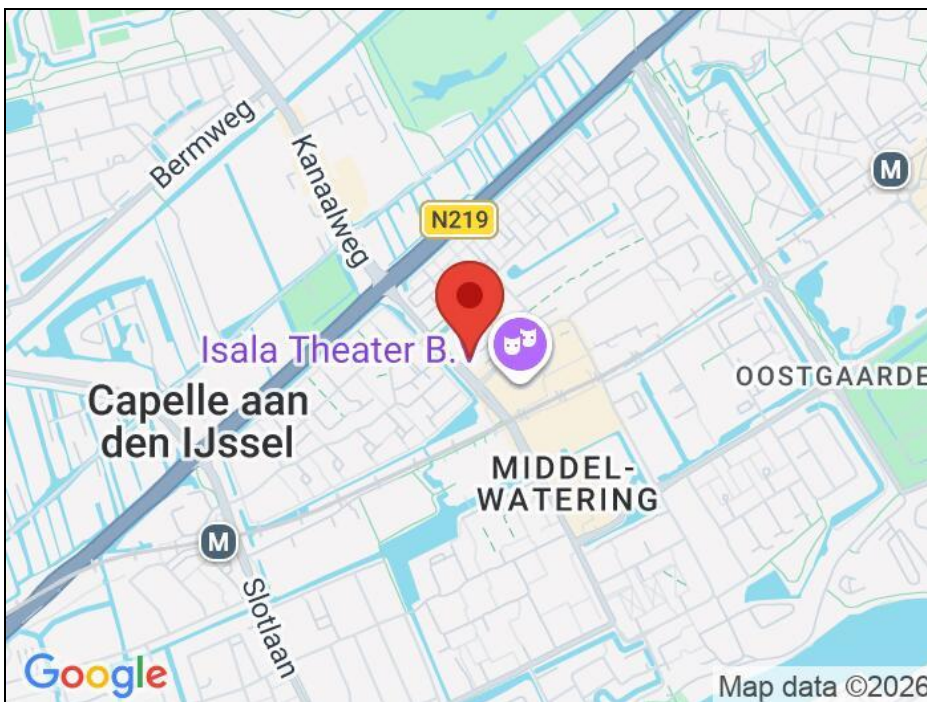 Bermweg
Kanaalweg
N219
M
Isala Theater B.V
Capelle aan
den IJssel
OOSTGAARDE
MIDDEL-
WATERING
M
Slotlaan
Google
Map data ©2026